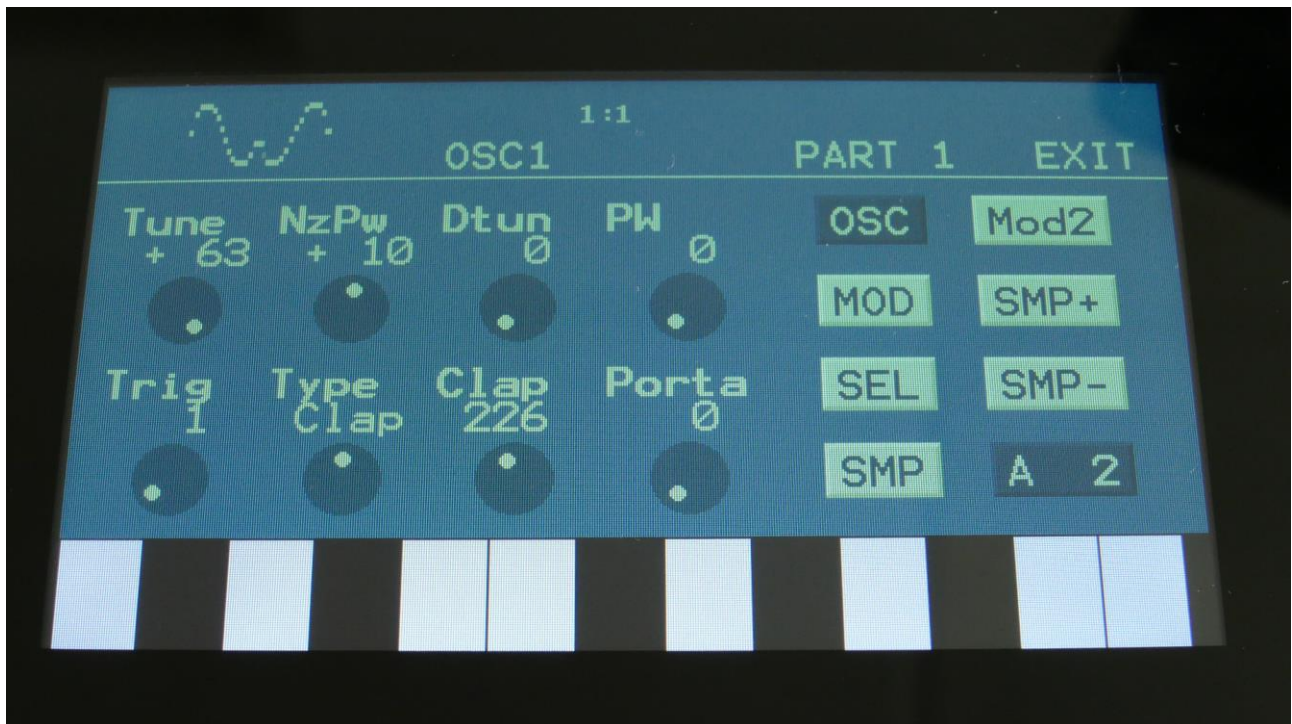 1:1
OSC1 PART 1 EXIT
Tune NzPw Dtun PW OSC Mod2
+ 63 + 10 0 0
MOD SMP+
Trig Type Clap Porta SEL SMP-
1 Clap 226 0
SMP A 2